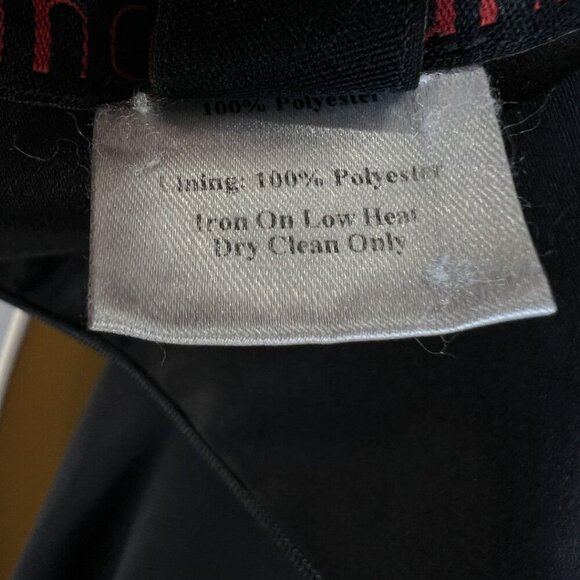 100% Polyester
Lining: 100% Polyester
Iron On Low Heat
Dry Clean Only